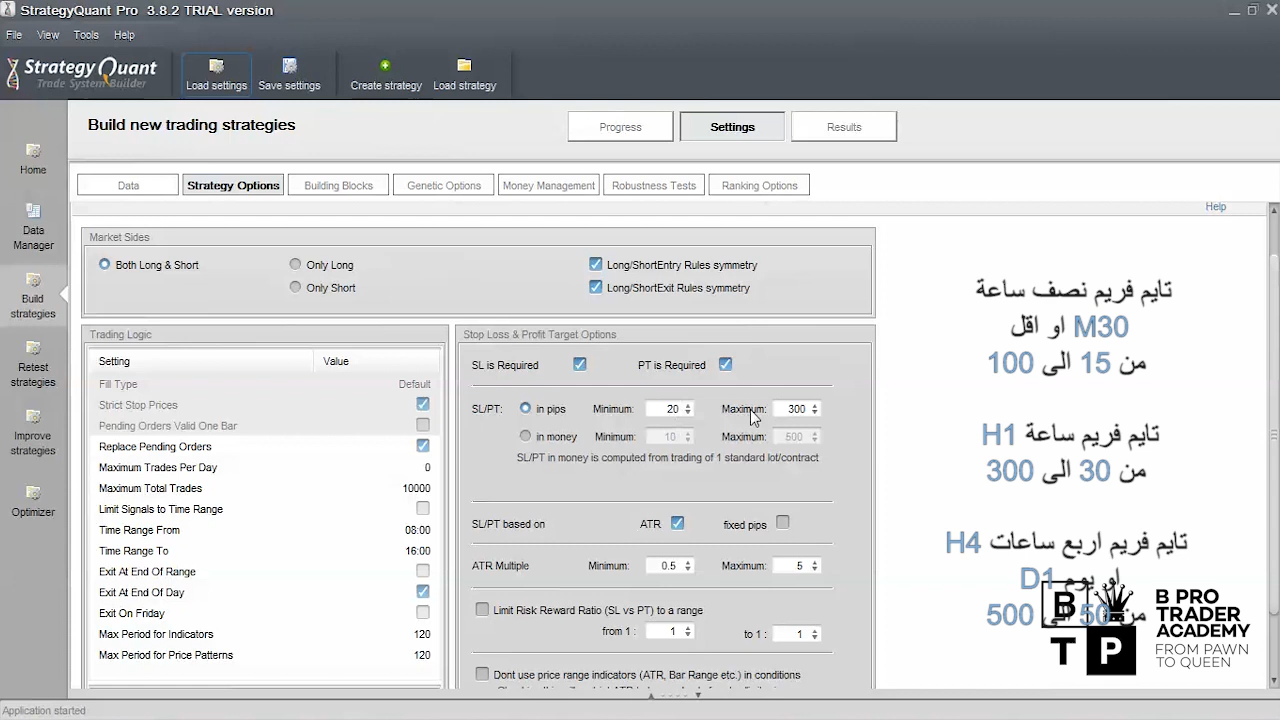 StrategyQuant Pro 3.8.2 TRIAL version
File View Tools Help
StrategyQuant
Trade System Builder
Load settings
Save settings
Create strategy
Load strategy
Build new trading strategies
Progress
Settings
Results
Home
Data Manager
Build strategies
Retest strategies
Improve strategies
Optimizer
Data
Strategy Options
Building Blocks
Genetic Options
Money Management
Robustness Tests
Ranking Options
Help
Market Sides
Both Long & Short
Only Long
Long/ShortEntry Rules symmetry
Only Short
Long/ShortExit Rules symmetry
Trading Logic
Setting Value
Fill Type Default
Strict Stop Prices
Pending Orders Valid One Bar
Replace Pending Orders
Maximum Trades Per Day 0
Maximum Total Trades 10000
Limit Signals to Time Range
Time Range From 08:00
Time Range To 16:00
Exit At End Of Range
Exit At End Of Day
Exit On Friday
Max Period for Indicators 120
Max Period for Price Patterns 120
Stop Loss & Profit Target Options
SL is Required PT is Required
SL/PT: in pips Minimum: 20 Maximum: 300
in money Minimum: 10 Maximum: 500
SL/PT in money is computed from trading of 1 standard lot/contract
SL/PT based on ATR fixed pips
ATR Multiple Minimum: 0.5 Maximum: 5
Limit Risk Reward Ratio (SL vs PT) to a range
from 1 : 1 to 1 : 1
Don't use price range indicators (ATR, Bar Range etc.) in conditions
تايم فريم نصف ساعة
M30 او اقل
من 15 الى 100
تايم فريم ساعة H1
من 30 الى 300
تايم فريم اربع ساعات H4
او يوم D1
من 50 الى 500
B
T P
B PRO
TRADER
ACADEMY
FROM PAWN
TO QUEEN
Application started